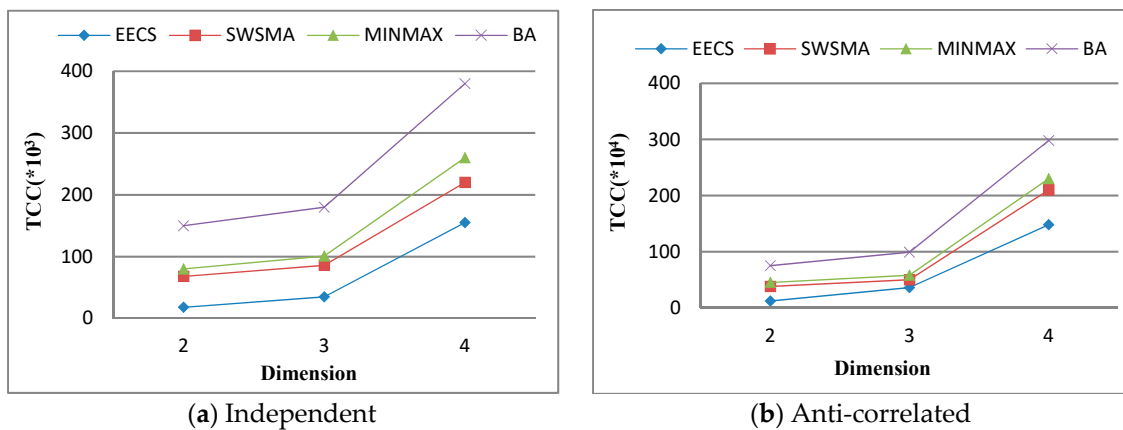 EECS SWSMA MINMAX BA
400
300
200
100
0
TCC(*10³)
2 3 4
Dimension
(a) Independent
EECS SWSMA MINMAX BA
400
300
200
100
0
TCC(*10⁴)
2 3 4
Dimension
(b) Anti-correlated